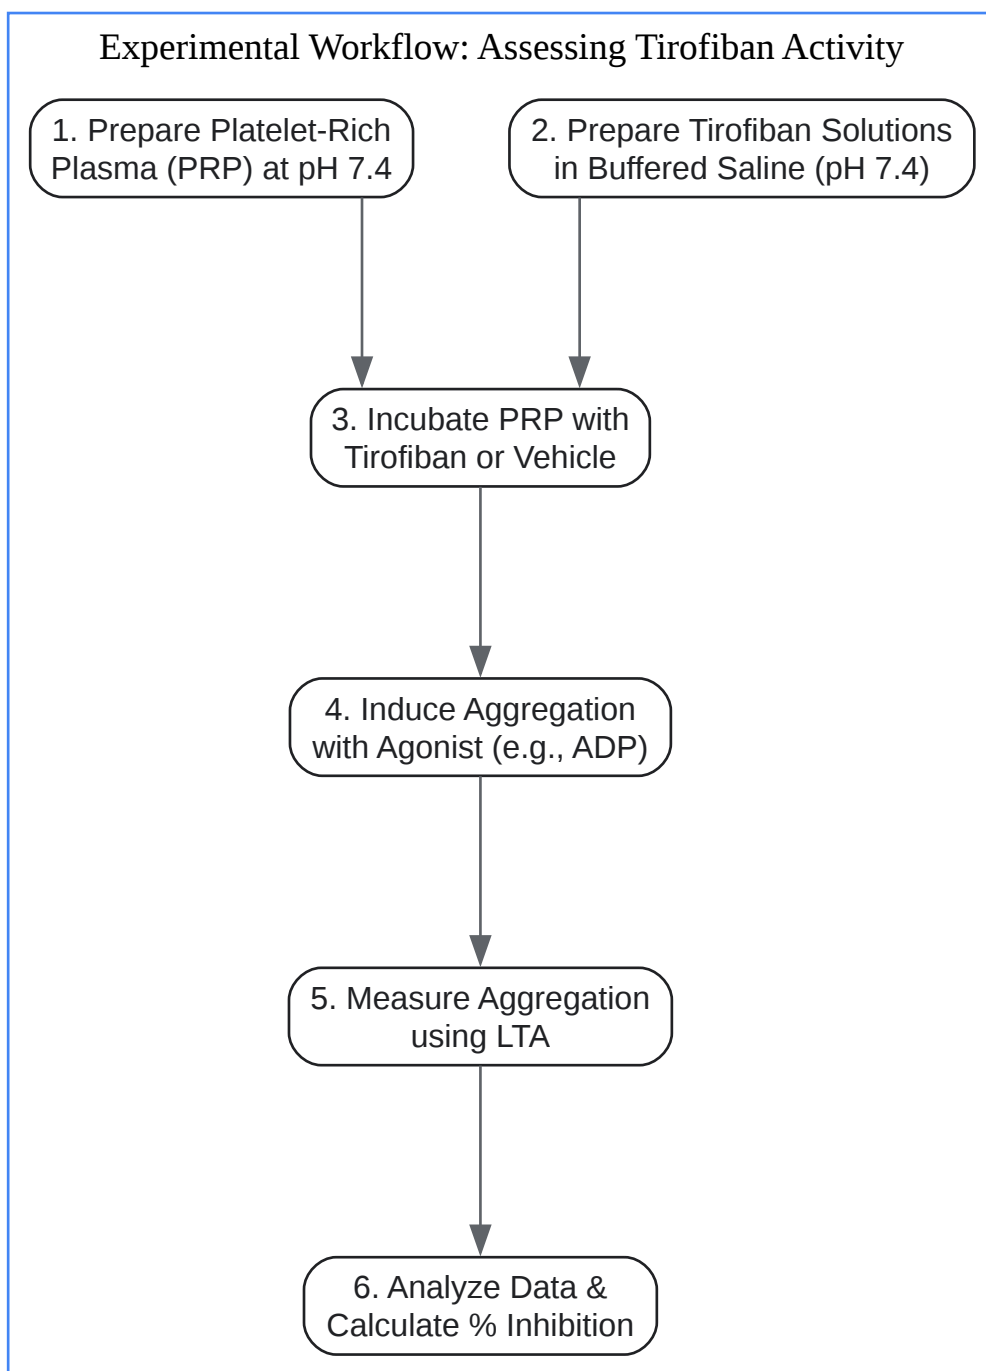 Experimental Workflow: Assessing Tirofiban Activity
1. Prepare Platelet-Rich
Plasma (PRP) at pH 7.4
2. Prepare Tirofiban Solutions
in Buffered Saline (pH 7.4)
3. Incubate PRP with
Tirofiban or Vehicle
4. Induce Aggregation
with Agonist (e.g., ADP)
5. Measure Aggregation
using LTA
6. Analyze Data &
Calculate % Inhibition